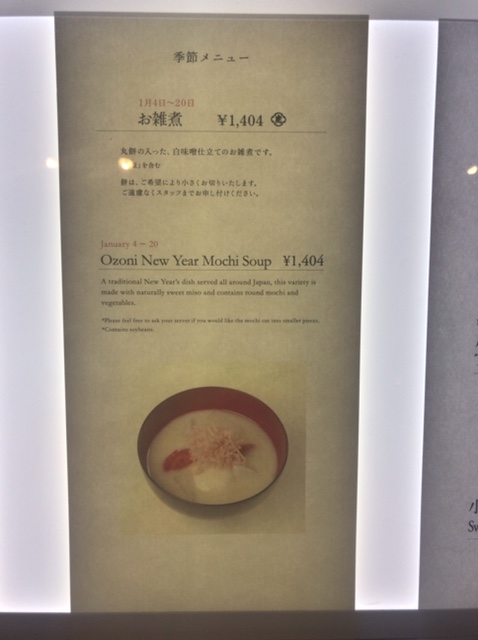 季節メニュー
1月4日〜20日
お雑煮 ¥1,404
丸餅の入った、白味噌仕立てのお雑煮です。
を含む
餅は、ご希望により小さくお切りいたします。
ご遠慮なくスタッフまでお申し付けください。
January 4 ～ 20
Ozoni New Year Mochi Soup ¥1,404
A traditional New Year's dish served all around Japan, this variety is
made with naturally sweet miso and contains round mochi and
vegetables.
*Please feel free to ask your server if you would like the mochi cut into smaller pieces.
*Contains soybeans.
小
Sw